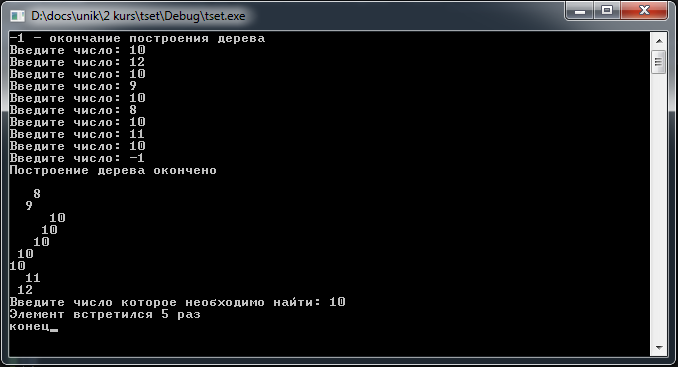 D:\docs\unik\2 kurs\tset\Debug\tset.exe
-1 - окончание построения дерева
Введите число: 10
Введите число: 12
Введите число: 10
Введите число: 9
Введите число: 10
Введите число: 8
Введите число: 10
Введите число: 11
Введите число: 10
Введите число: -1
Построение дерева окончено
8
9
10
10
10
10
10
11
12
Введите число которое необходимо найти: 10
Элемент встретился 5 раз
конец_